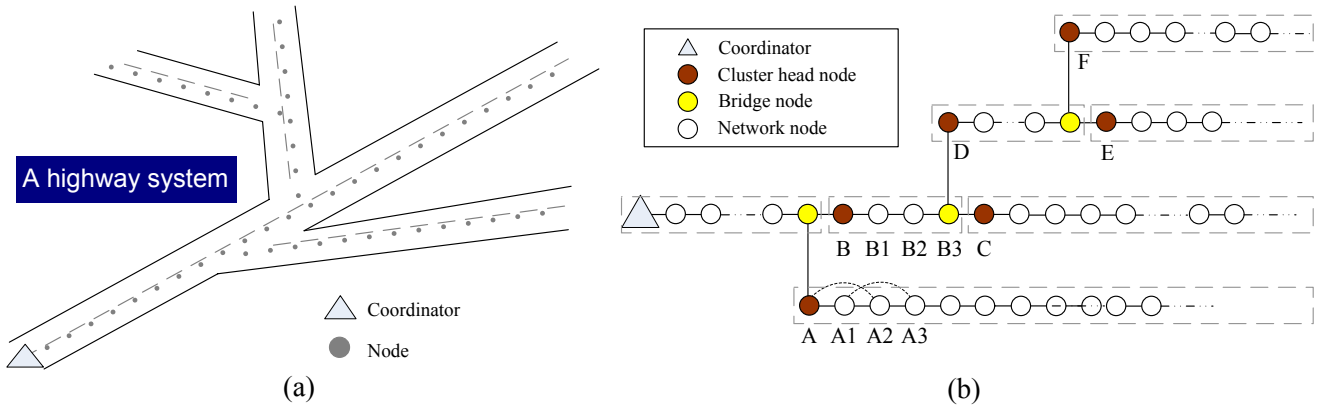 A highway system
Coordinator
Node
(a)
Coordinator
Cluster head node
Bridge node
Network node
F
D
E
B
B1
B2
B3
C
A
A1
A2
A3
(b)